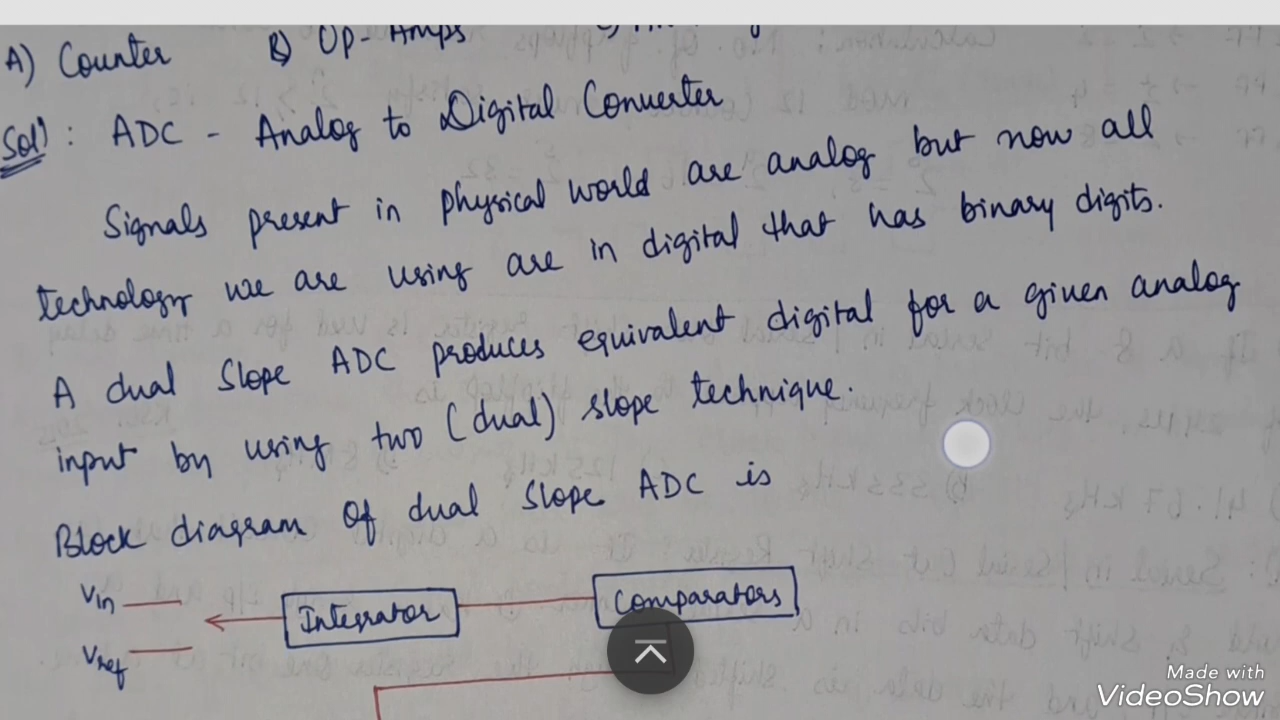 A) Counter B) Op-Amps
Sol): ADC - Analog to Digital Converter
Signals present in physical world are analog but now all
technology we are using are in digital that has binary digits.
A dual slope ADC produces equivalent digital for a given analog
input by using two (dual) slope technique.
Block diagram of dual slope ADC is
Vin
Integrator
Comparators
Vref
Made with
VideoShow